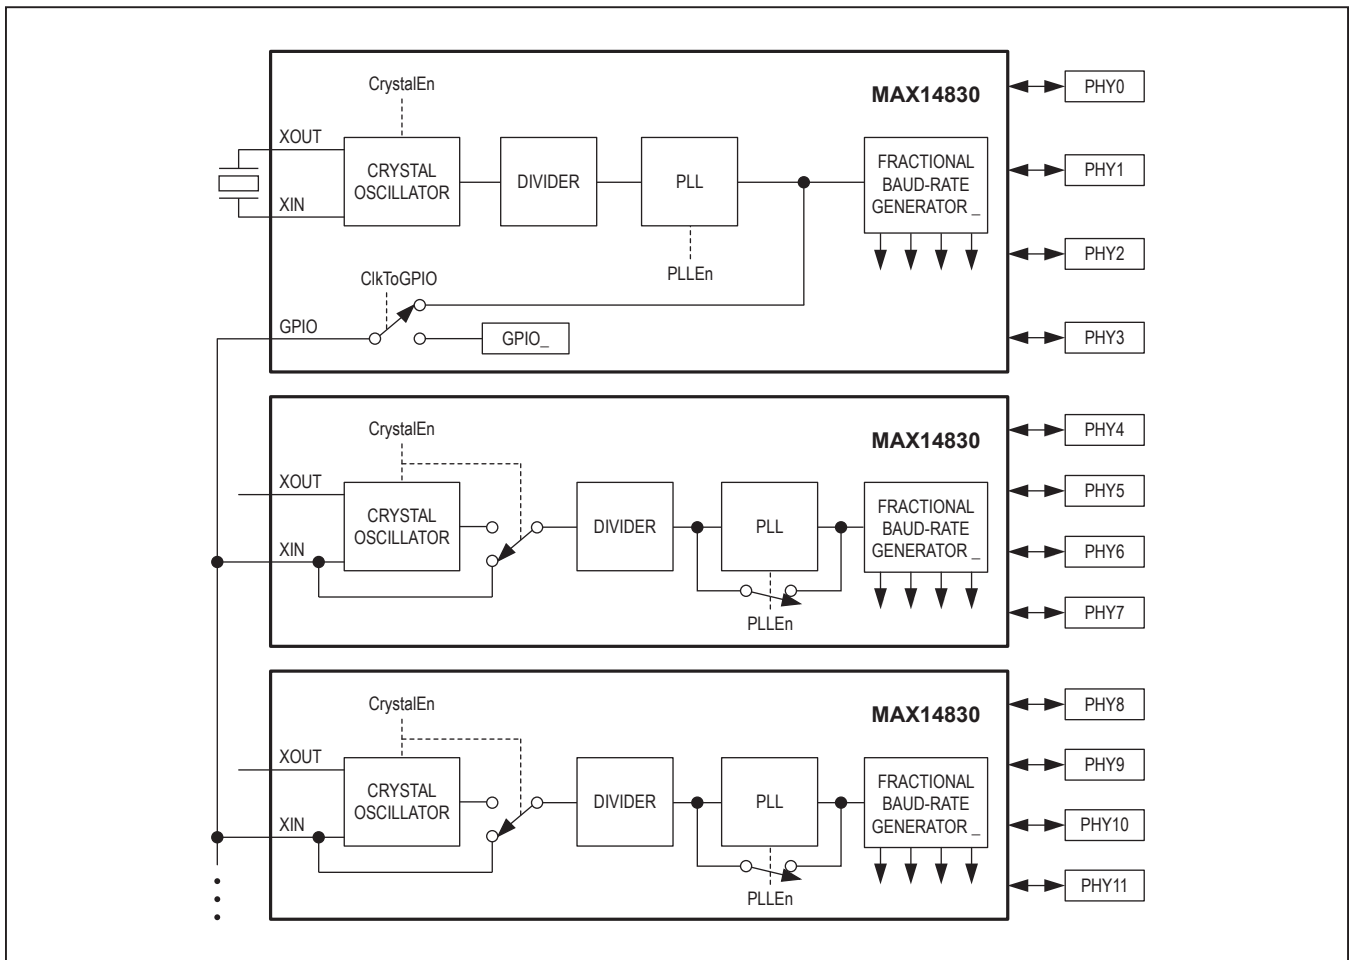 CrystalEn
MAX14830
XOUT
XIN
CRYSTAL
OSCILLATOR
DIVIDER
PLL
FRACTIONAL
BAUD-RATE
GENERATOR _
PLLEn
ClkToGPIO
GPIO
GPIO_
PHY0
PHY1
PHY2
PHY3
CrystalEn
MAX14830
XOUT
XIN
CRYSTAL
OSCILLATOR
DIVIDER
PLL
FRACTIONAL
BAUD-RATE
GENERATOR _
PLLEn
PHY4
PHY5
PHY6
PHY7
CrystalEn
MAX14830
XOUT
XIN
CRYSTAL
OSCILLATOR
DIVIDER
PLL
FRACTIONAL
BAUD-RATE
GENERATOR _
PLLEn
PHY8
PHY9
PHY10
PHY11